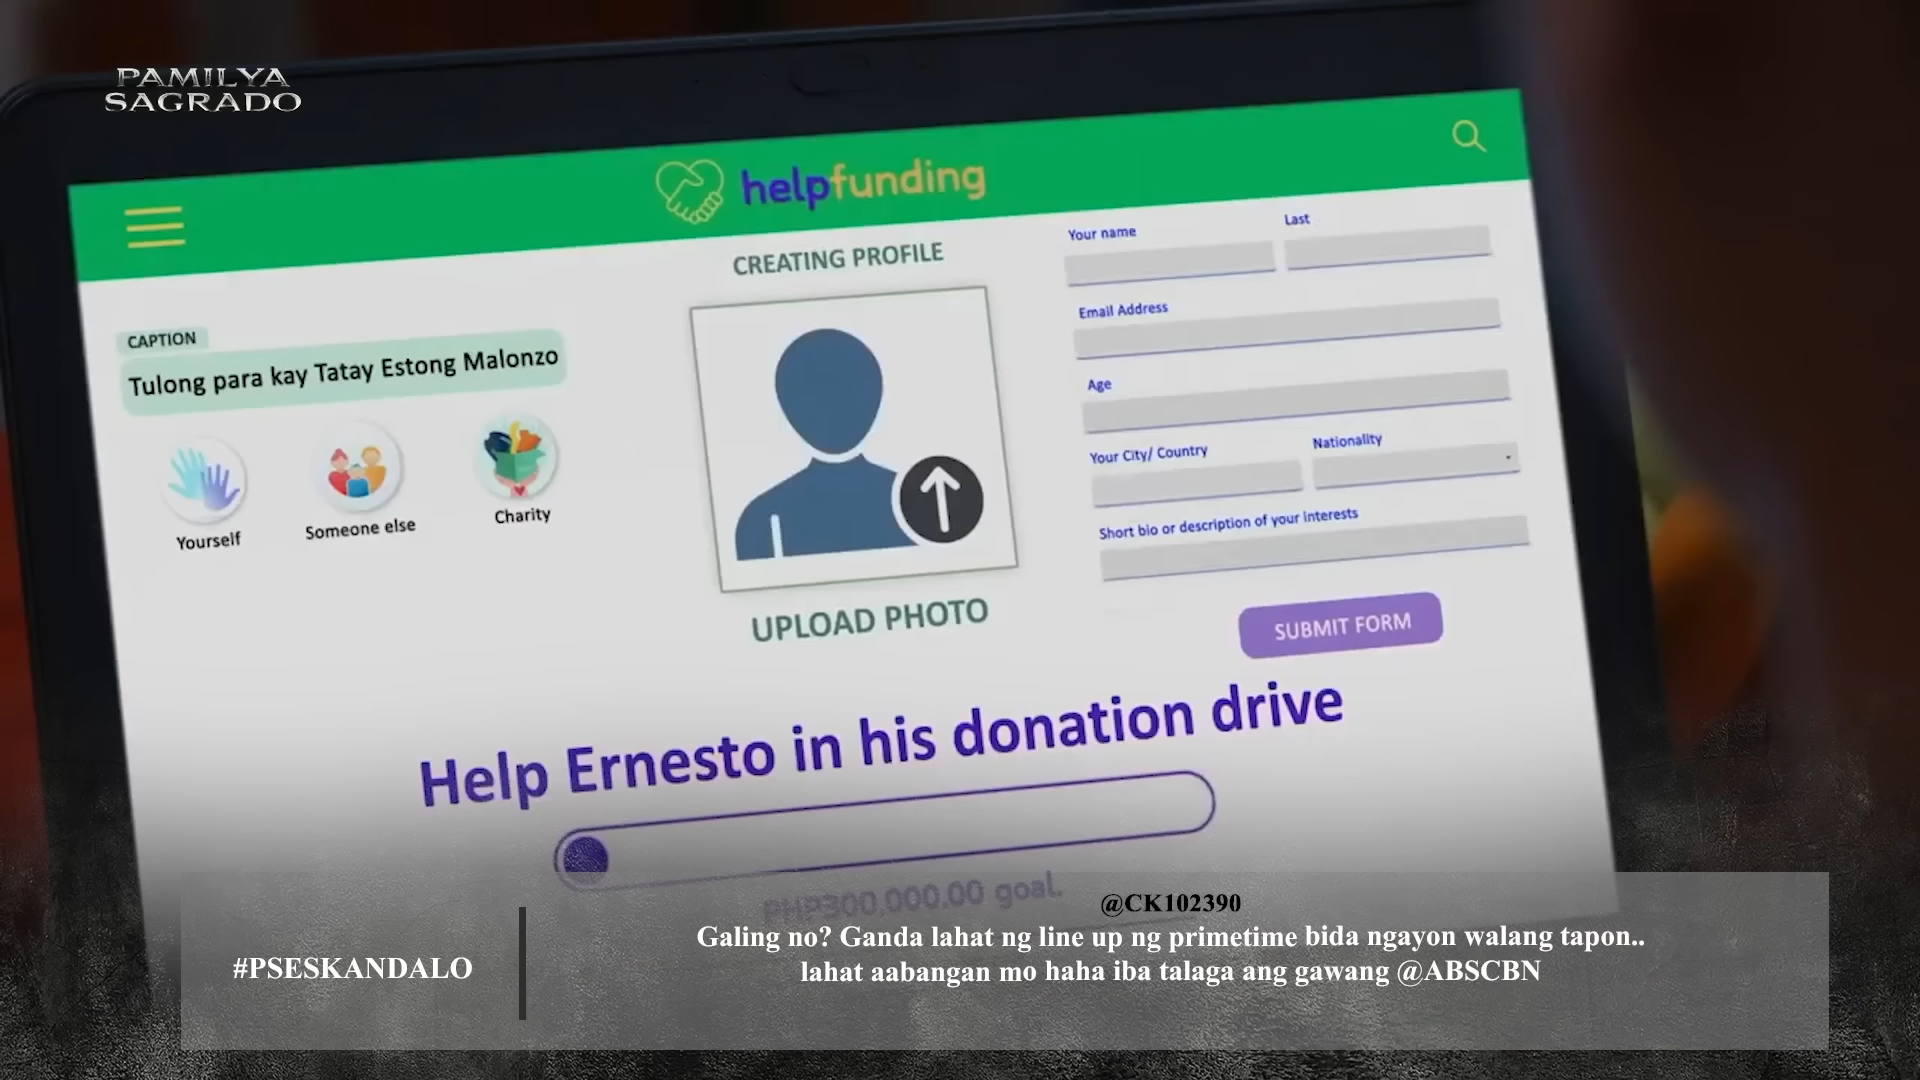 PAMILYA
SAGRADO
helpfunding
CREATING PROFILE
CAPTION
Tulong para kay Tatay Estong Malonzo
Yourself
Someone else
Charity
UPLOAD PHOTO
Your name
Last
Email Address
Age
Your City/ Country
Nationality
Short bio or description of your interests
SUBMIT FORM
Help Ernesto in his donation drive
PHP300,000.00 goal.
#PSESKANDALO
@CK102390
Galing no? Ganda lahat ng line up ng primetime bida ngayon walang tapon..
lahat aabangan mo haha iba talaga ang gawang @ABSCBN